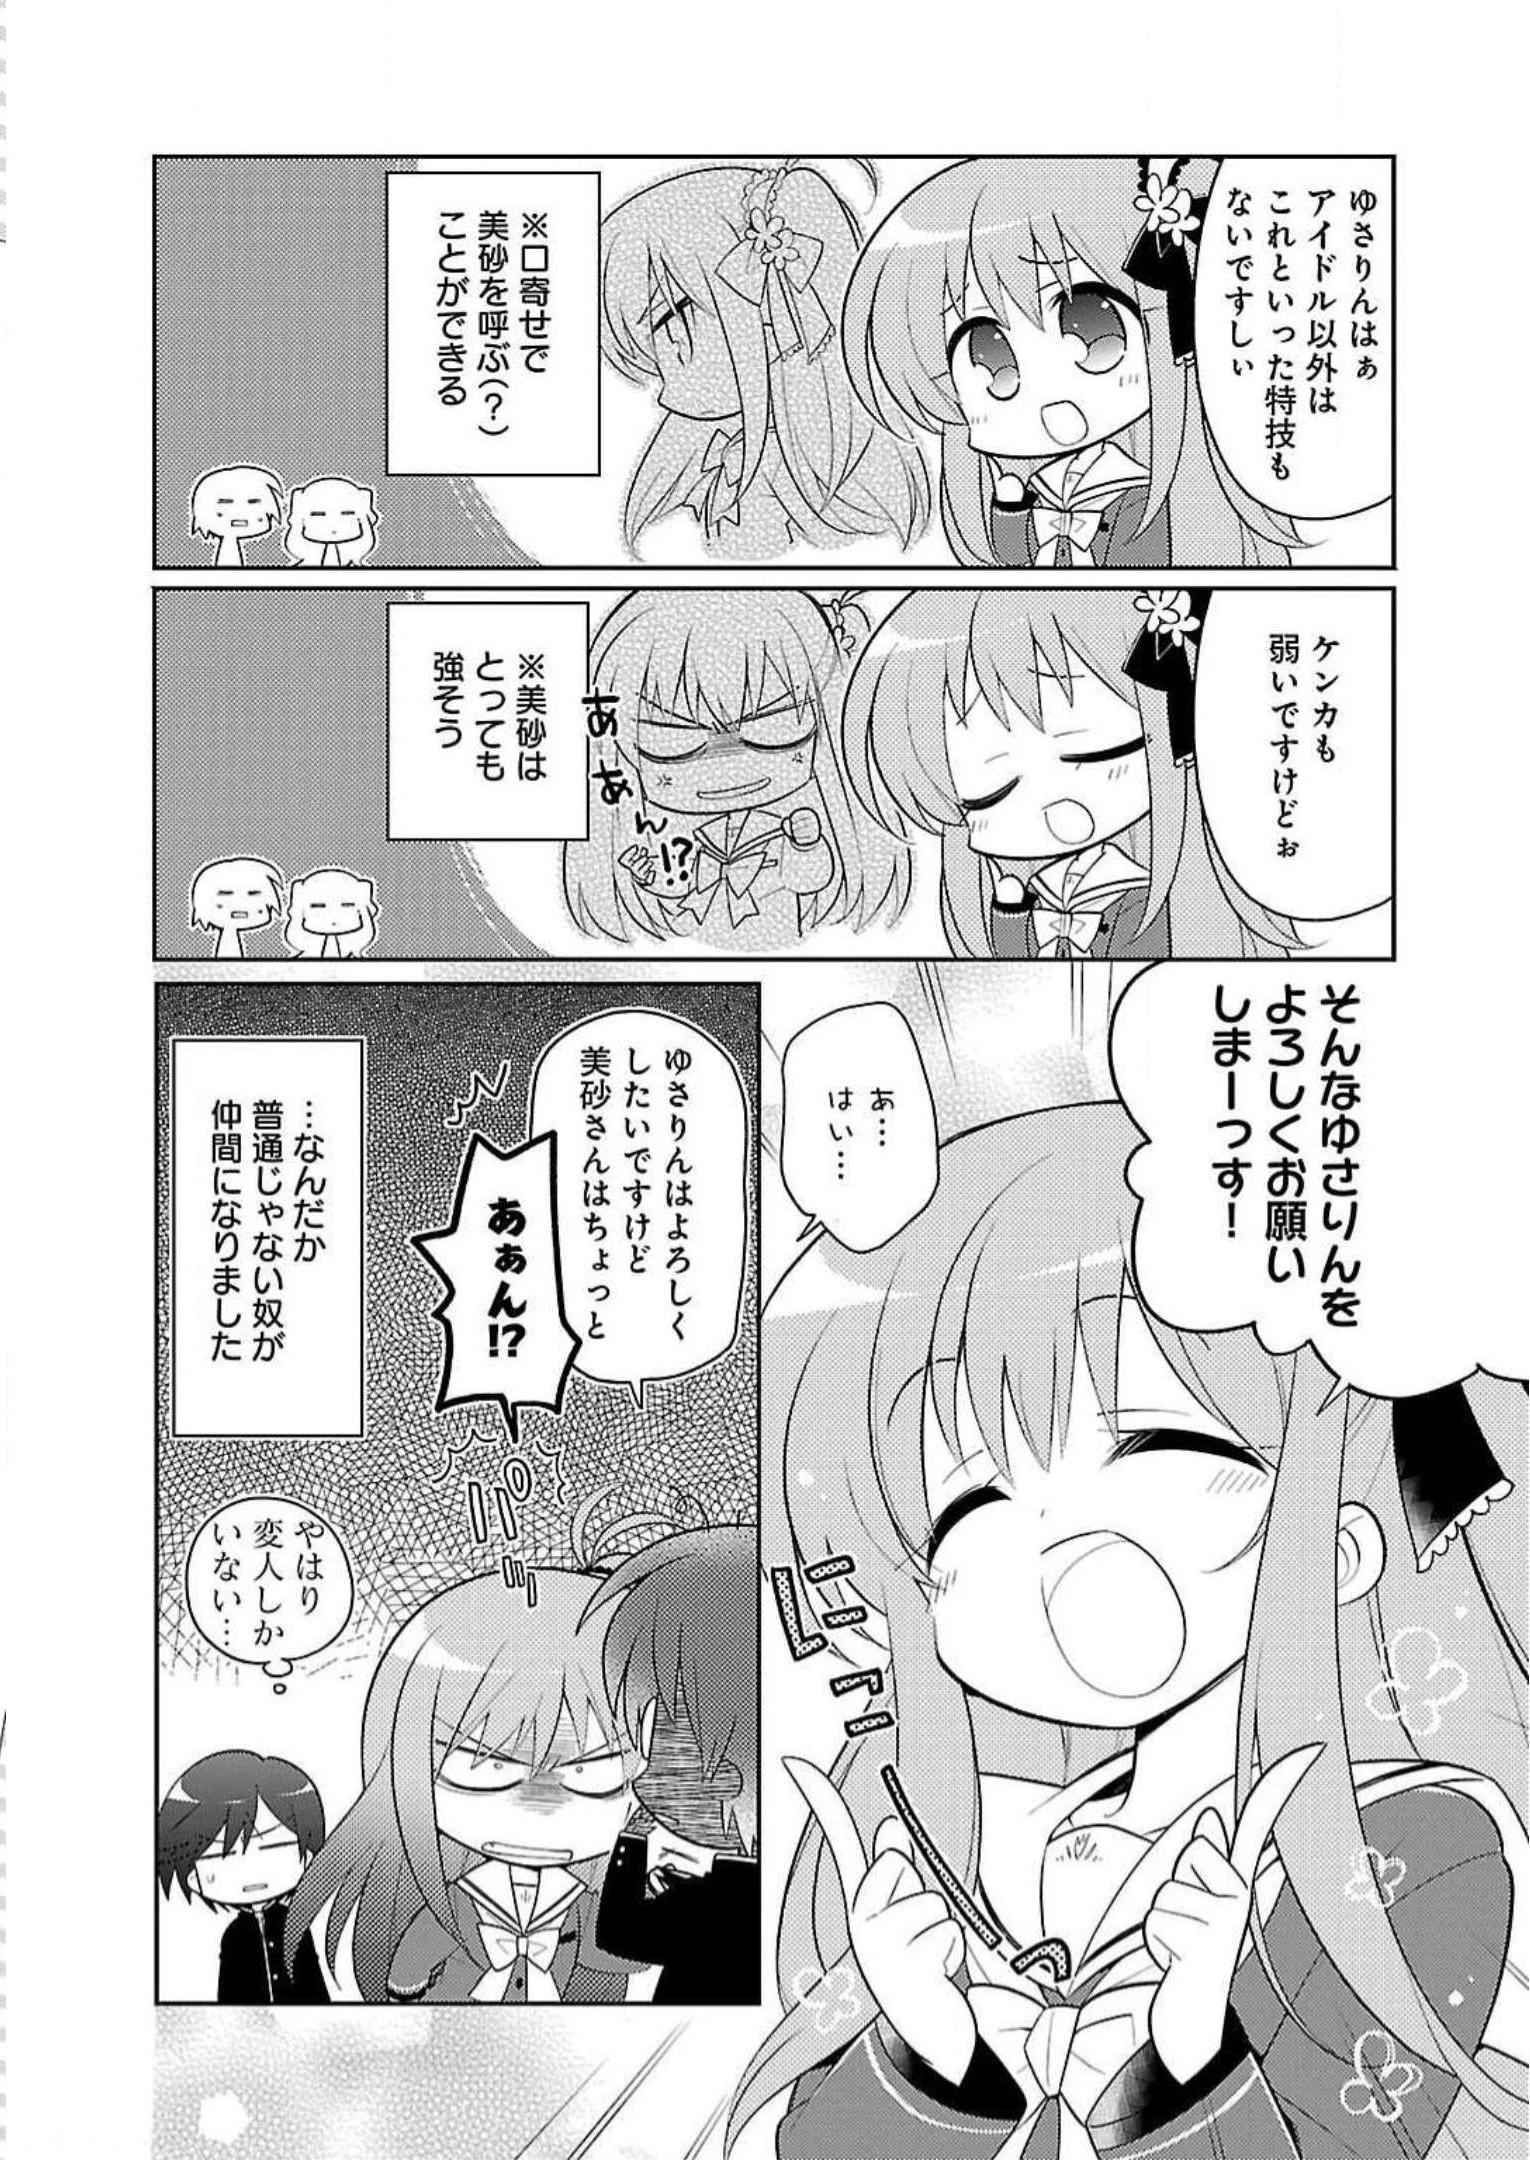 ゆさりんはぁ
アイドル以外は
これといった特技も
ないですしぃ
※口寄せで
美砂を呼ぶ(?)
ことができる
ケンカも
弱いですけどぉ
あぁん!?
※美砂は
とっても
強そう
そんなゆさりんを
よろしくお願い
しまーっす!
あ…
はい…
ゆさりんはよろしく
したいですけど
美砂さんはちょっと
あぁん!?
…なんだか
普通じゃない奴が
仲間になりました
やはり
変人しか
いない…